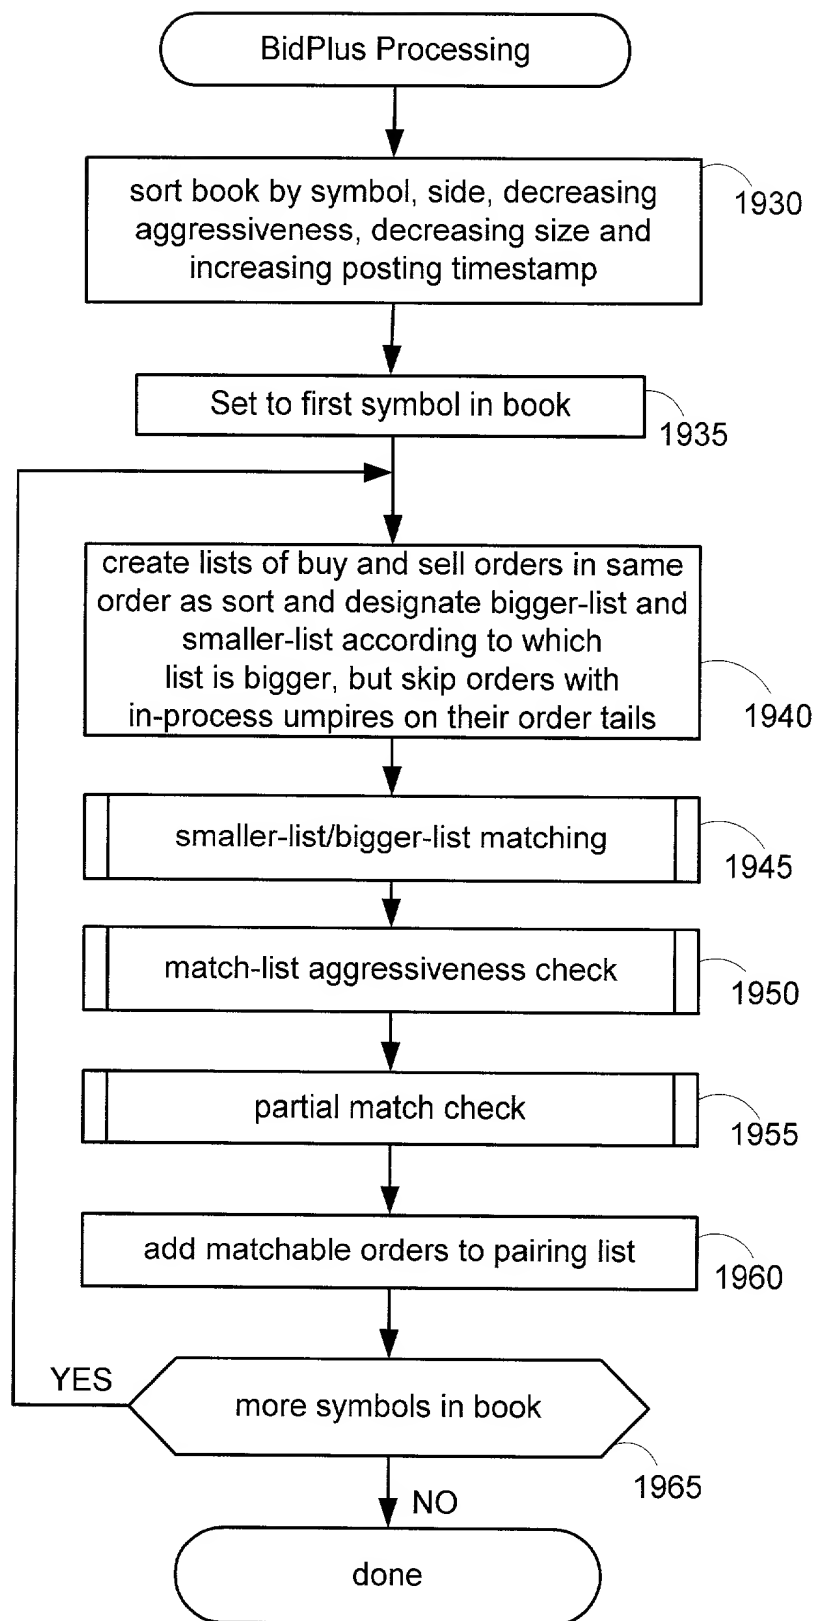 BidPlus Processing
sort book by symbol, side, decreasing
aggressiveness, decreasing size and
increasing posting timestamp
1930
Set to first symbol in book
1935
create lists of buy and sell orders in same
order as sort and designate bigger-list and
smaller-list according to which
list is bigger, but skip orders with
in-process umpires on their order tails
1940
smaller-list/bigger-list matching
1945
match-list aggressiveness check
1950
partial match check
1955
add matchable orders to pairing list
1960
YES
more symbols in book
1965
NO
done